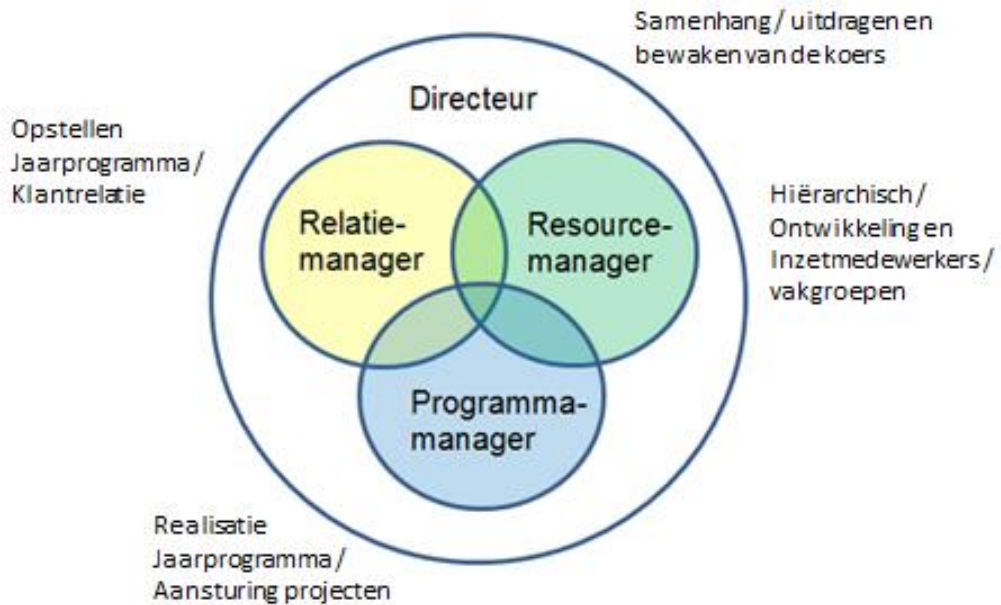 Samenhang/ uitdragen en
bewaken van de koers
Directeur
Opstellen
Jaarprogramma/
Klantrelatie
Relatie-
manager
Resource-
manager
Hiërarchisch/
Ontwikkeling en
Inzet medewerkers/
vakgroepen
Programma-
manager
Realisatie
Jaarprogramma/
Aansturing projecten